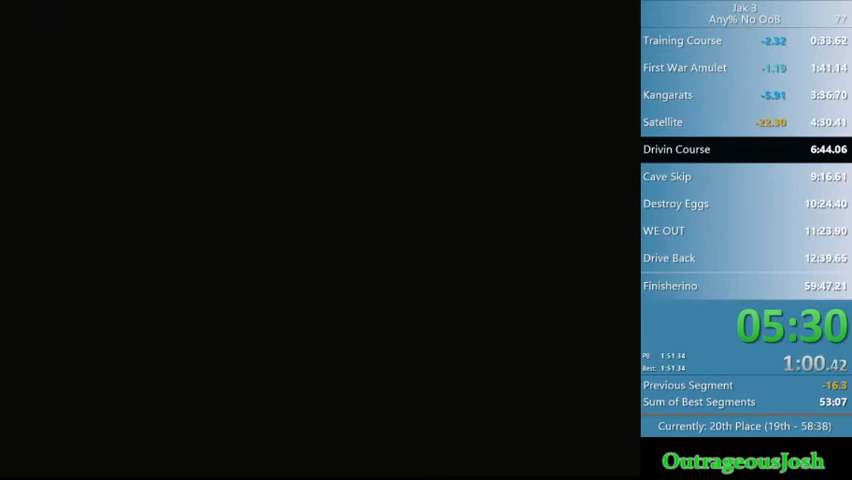 Jak 3
Any% No OoB 77
Training Course -2.32 0:33.62
First War Amulet -1.19 1:41.14
Kangarats -5.91 3:36.70
Satellite -22.30 4:30.41
Drivin Course 6:44.06
Cave Skip 9:16.61
Destroy Eggs 10:24.40
WE OUT 11:23.90
Drive Back 12:39.65
Finisherino 59:47.21
05:30
PB: 1:51.34
Best: 1:51.34
1:00.42
Previous Segment -16.3
Sum of Best Segments 53:07
Currently: 20th Place (19th - 58:38)
OutrageousJosh